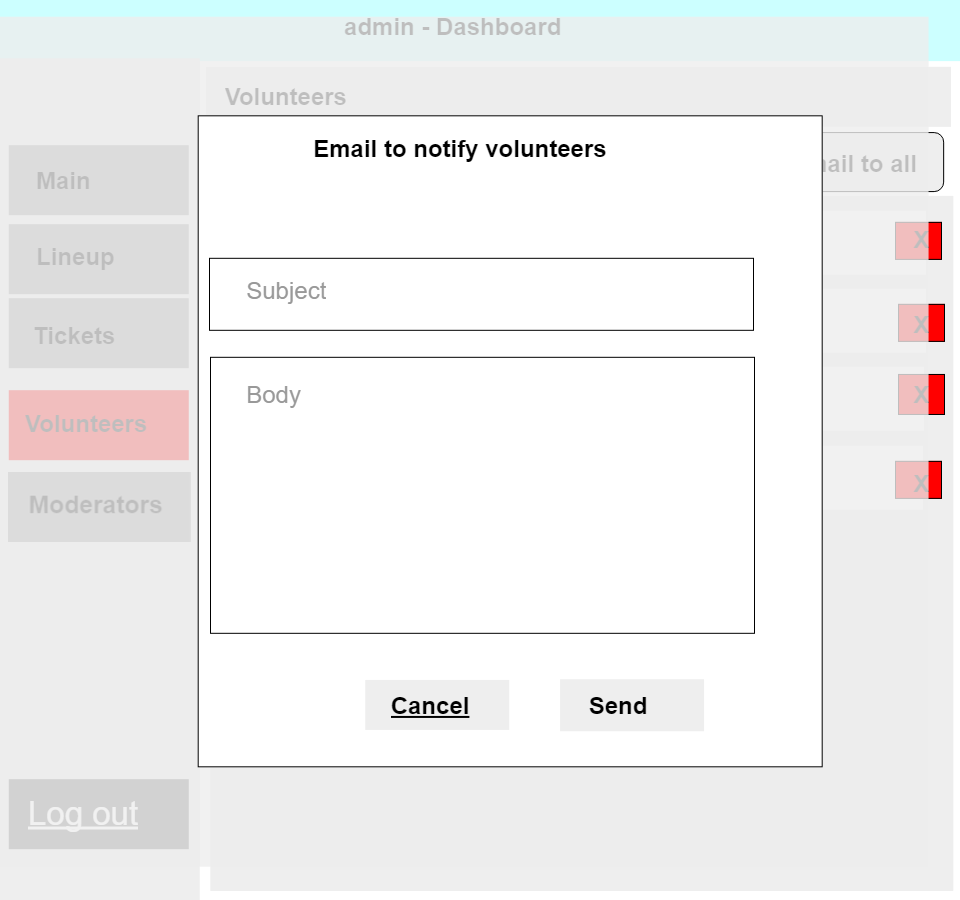 admin - Dashboard
Volunteers
Email to notify volunteers
ail to all
Main
Lineup
Tickets
Volunteers
Moderators
Log out
Subject
Body
Cancel
Send
X
X
X
X